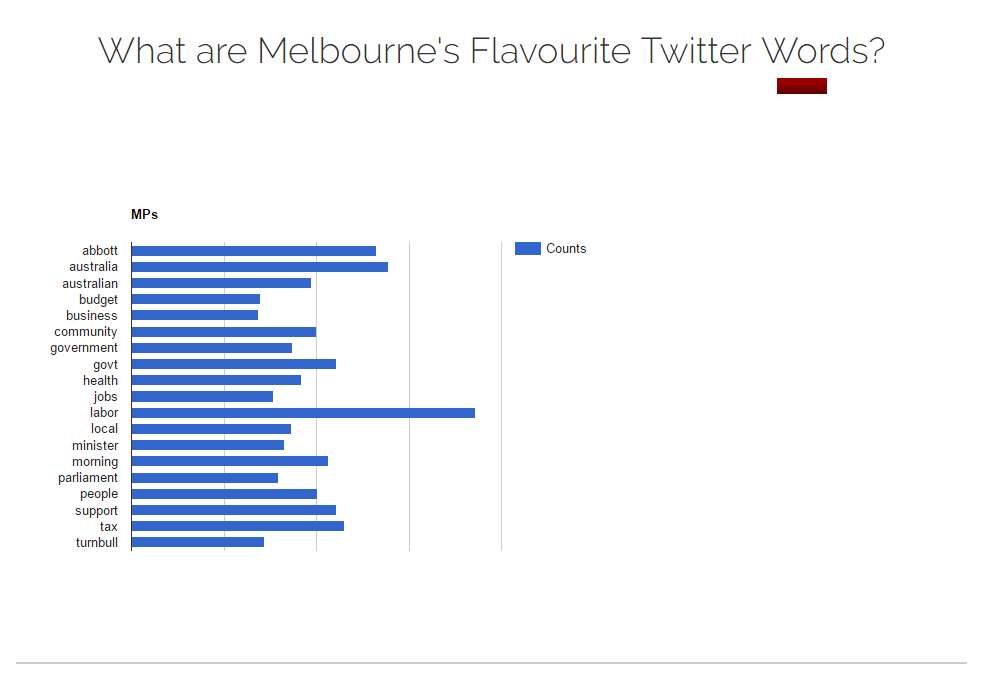 What are Melbourne's Flavourite Twitter Words?
MPs
abbott
australia
australian
budget
business
community
government
govt
health
jobs
labor
local
minister
morning
parliament
people
support
tax
turnbull
Counts